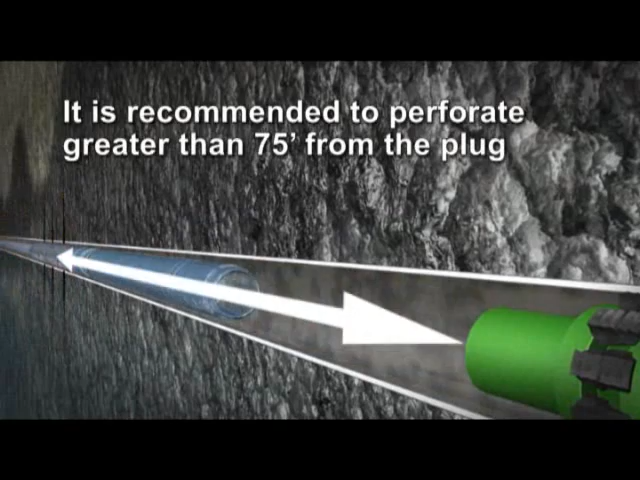 It is recommended to perforate
greater than 75’ from the plug